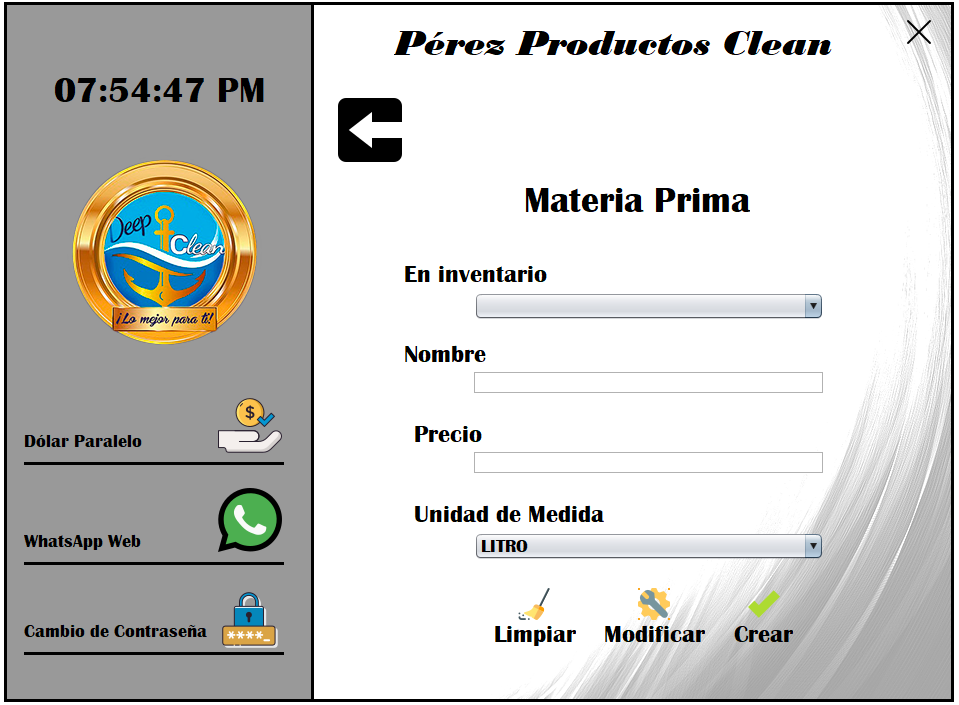 Pérez Productos Clean
07:54:47 PM
Deep
Clean
¡Lo mejor para ti!
Dólar Paralelo
WhatsApp Web
Cambio de Contraseña
****_
Materia Prima
En inventario
Nombre
Precio
Unidad de Medida
LITRO
Limpiar Modificar Crear